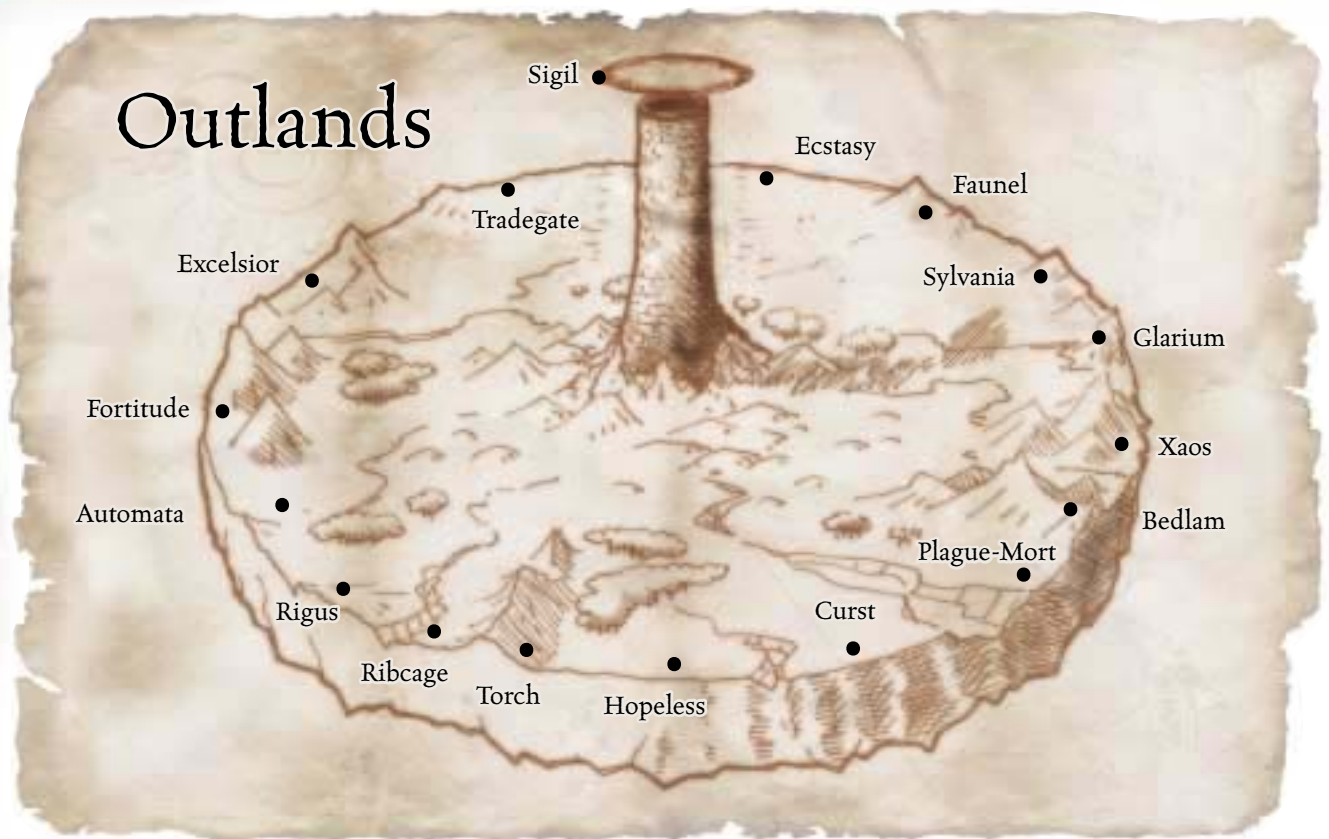 Sigil
Outlands
Ecstasy
Faunel
Tradegate
Excelsior
Sylvania
Glarium
Fortitude
Xaos
Automata
Bedlam
Plague-Mort
Rigus
Curst
Ribcage
Torch
Hopeless